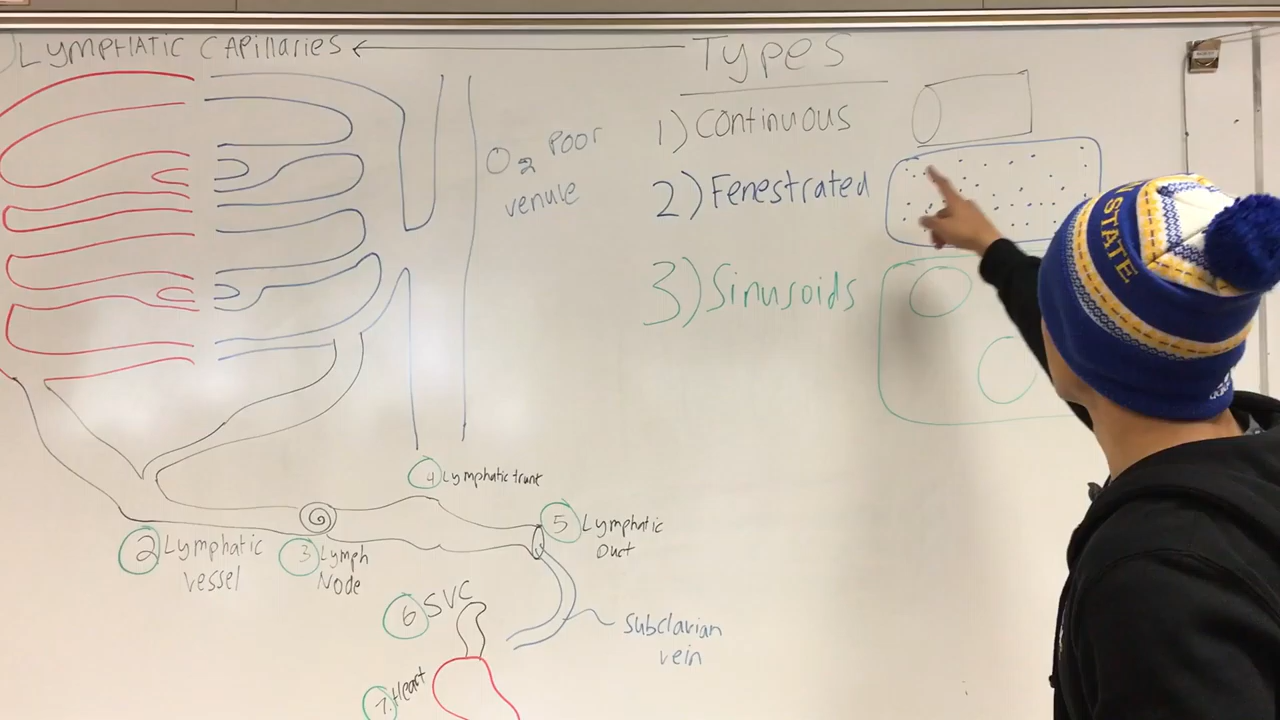 LYMPHATIC CAPILLARIES
Types
1) Continuous
2) Fenestrated
3) Sinusoids
O2 POOR
venule
4 Lymphatic trunt
5 Lymphatic
Duct
2 Lymphatic
vessel
3 Lymph
Node
6 SVC
Subclavian
vein
7. Heart
STATE